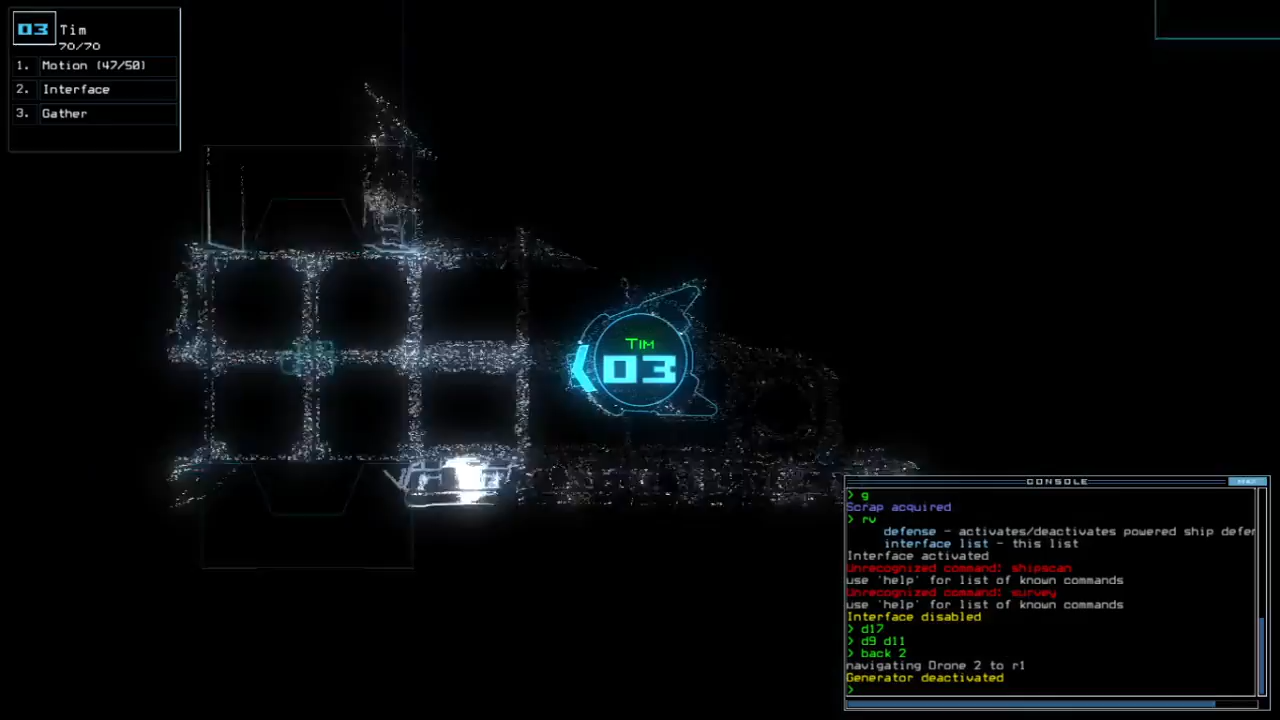 03 Tim
70/70
1. Motion (47/50)
2. Interface
3. Gather
Tim
03
CONSOLE
> g
Scrap acquired
> rv
defense - activates/deactivates powered ship defen
interface list - this list
Interface activated
Unrecognized command: shipscan
use 'help' for list of known commands
Unrecognized command: survey
use 'help' for list of known commands
Interface disabled
> d17
> d9 d11
> back 2
navigating Drone 2 to r1
Generator deactivated
>